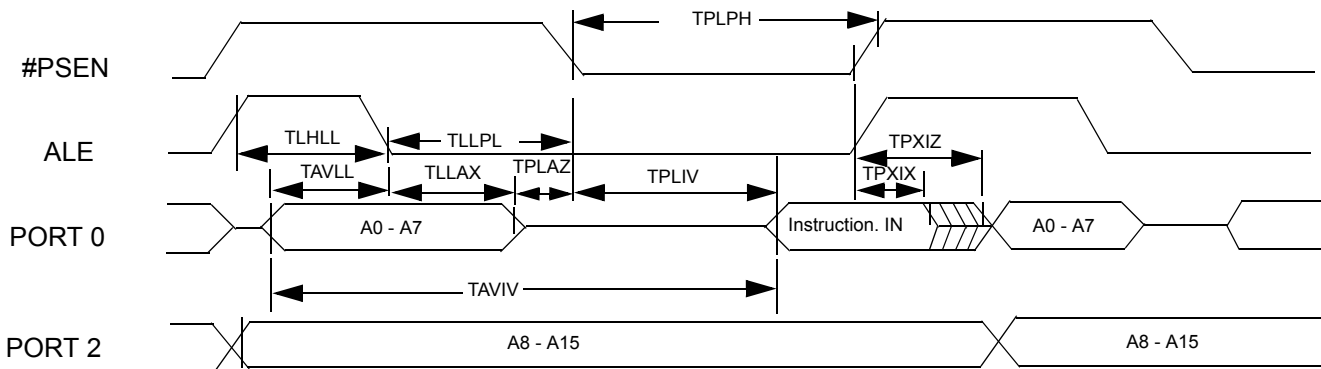 TPLPH
#PSEN
TLHLL
TLLPL
ALE
TPXIZ
TAVLL
TLLAX
TPLAZ
TPLIV
TPXIX
PORT 0
A0 - A7
Instruction. IN
A0 - A7
TAVIV
PORT 2
A8 - A15
A8 - A15